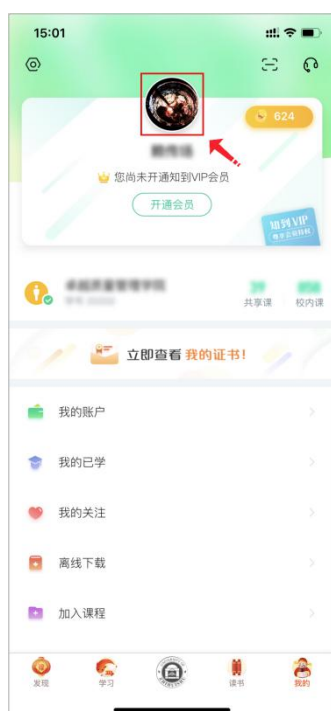 15:01
624
您尚未开通知到VIP会员
开通会员
知到VIP
共享课
校内课
立即查看 我的证书!
我的账户
我的已学
我的关注
离线下载
加入课程
发现
学习
读书
我的